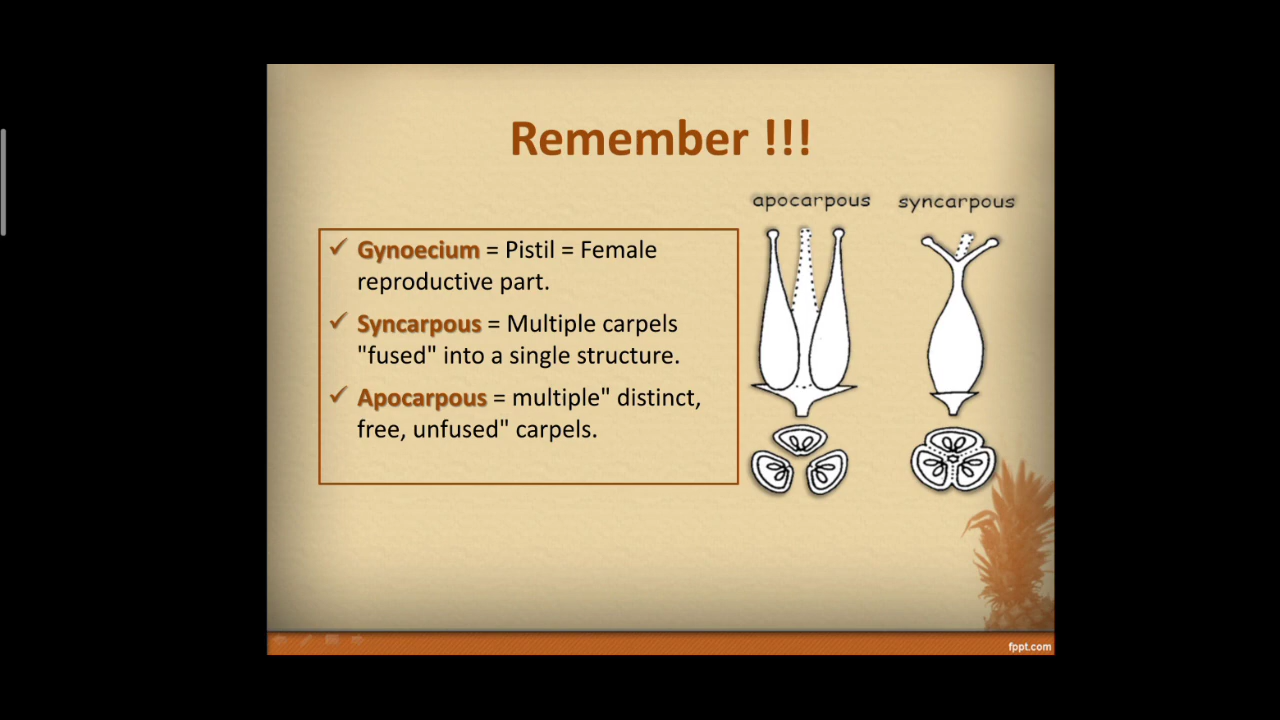 Remember !!!
apocarpous
syncarpous
Gynoecium = Pistil = Female
reproductive part.
Syncarpous = Multiple carpels
"fused" into a single structure.
Apocarpous = multiple" distinct,
free, unfused" carpels.
fppt.com